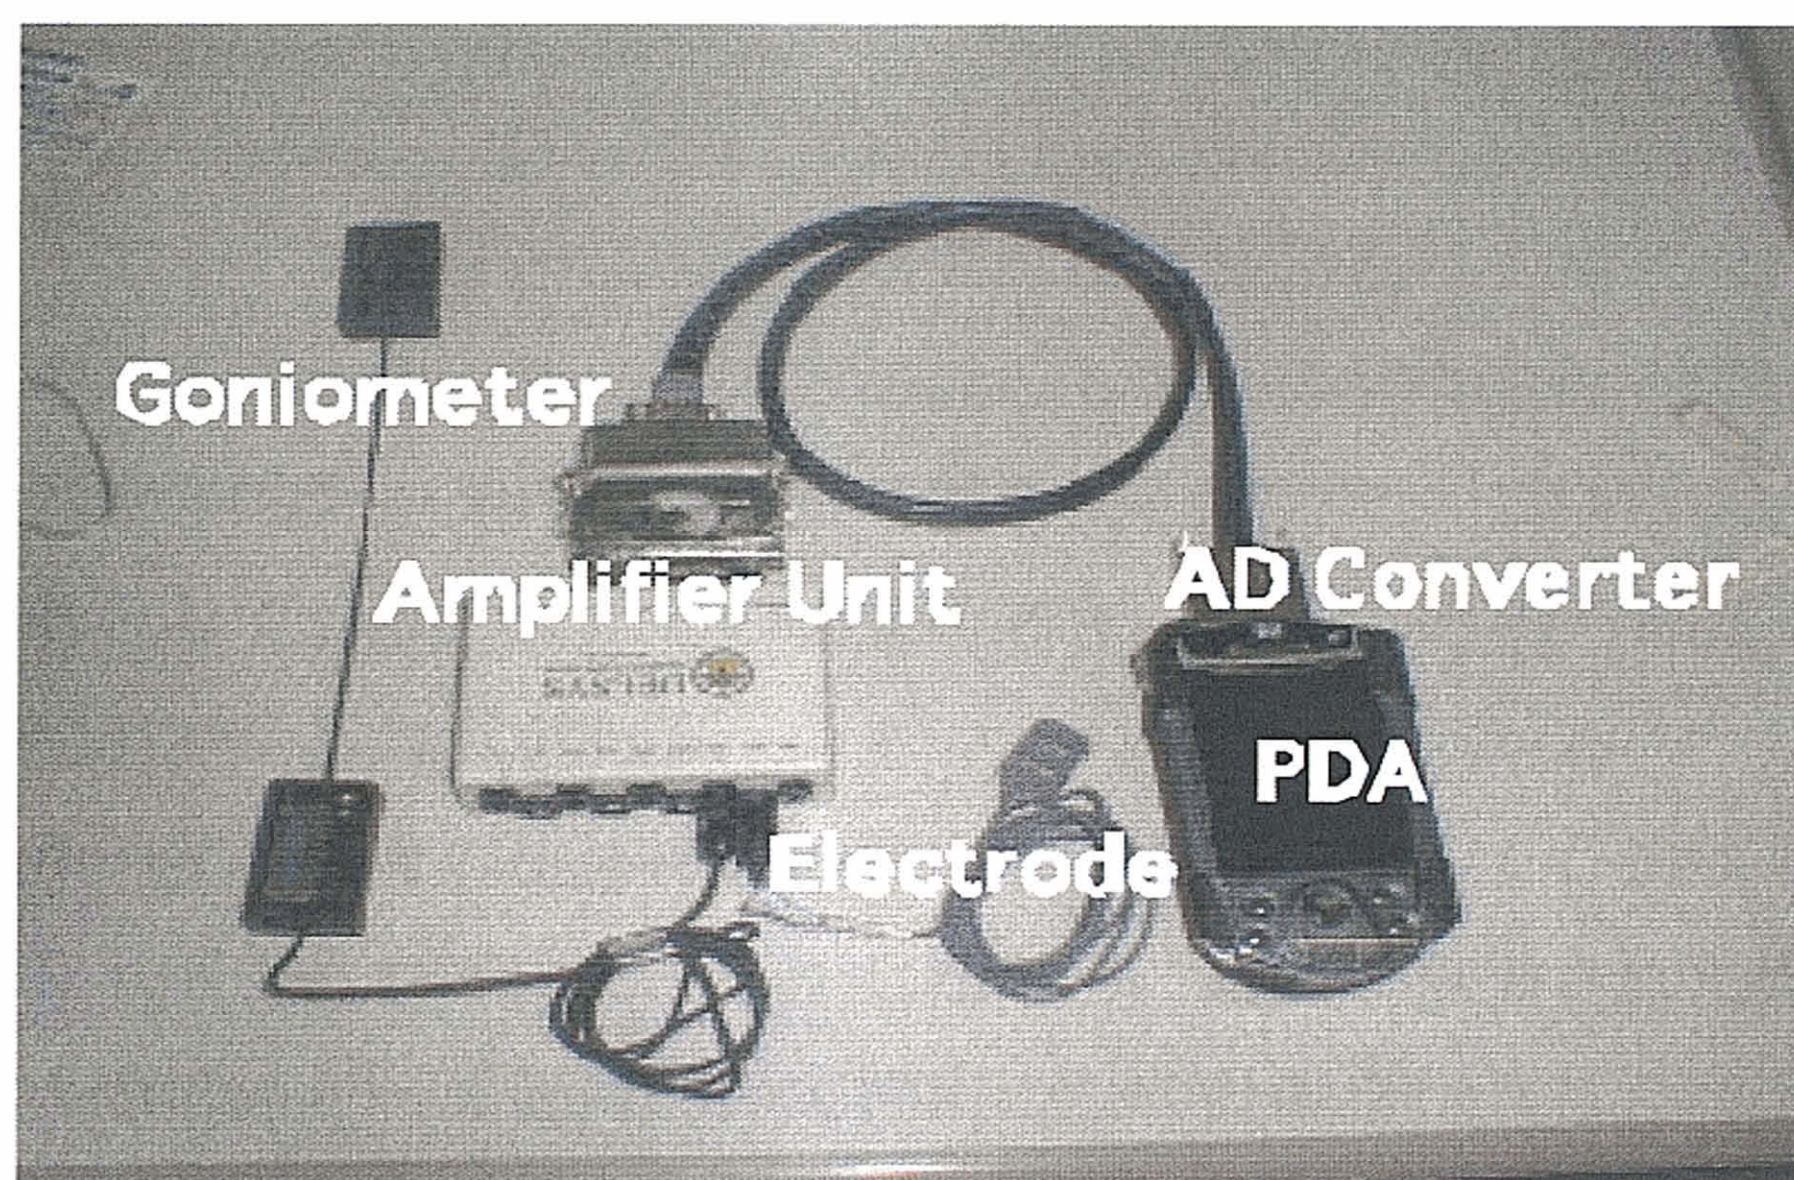 Goniometer
Amplifier Unit
AD Converter
PDA
Electrode